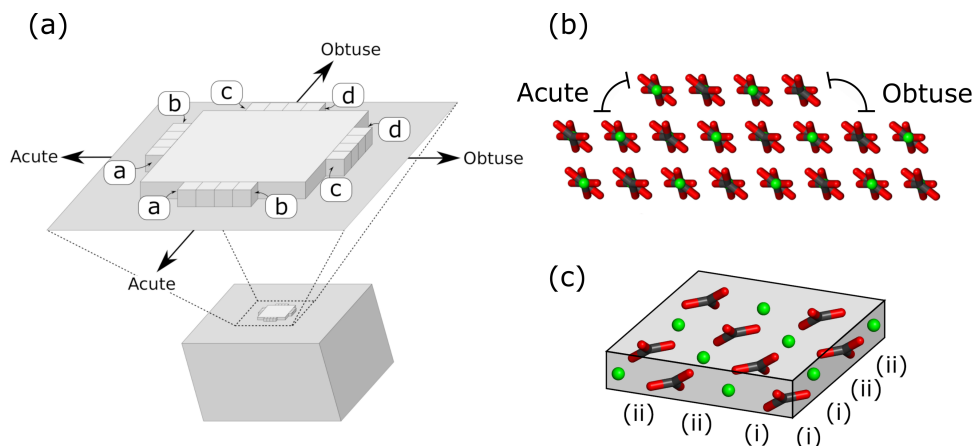 (a)
Obtuse
c
d
b
d
Acute
Obtuse
a
c
a
b
Acute
(b)
Acute
Obtuse
(c)
(ii)
(ii)
(i)
(i)
(i)
(ii)
(ii)